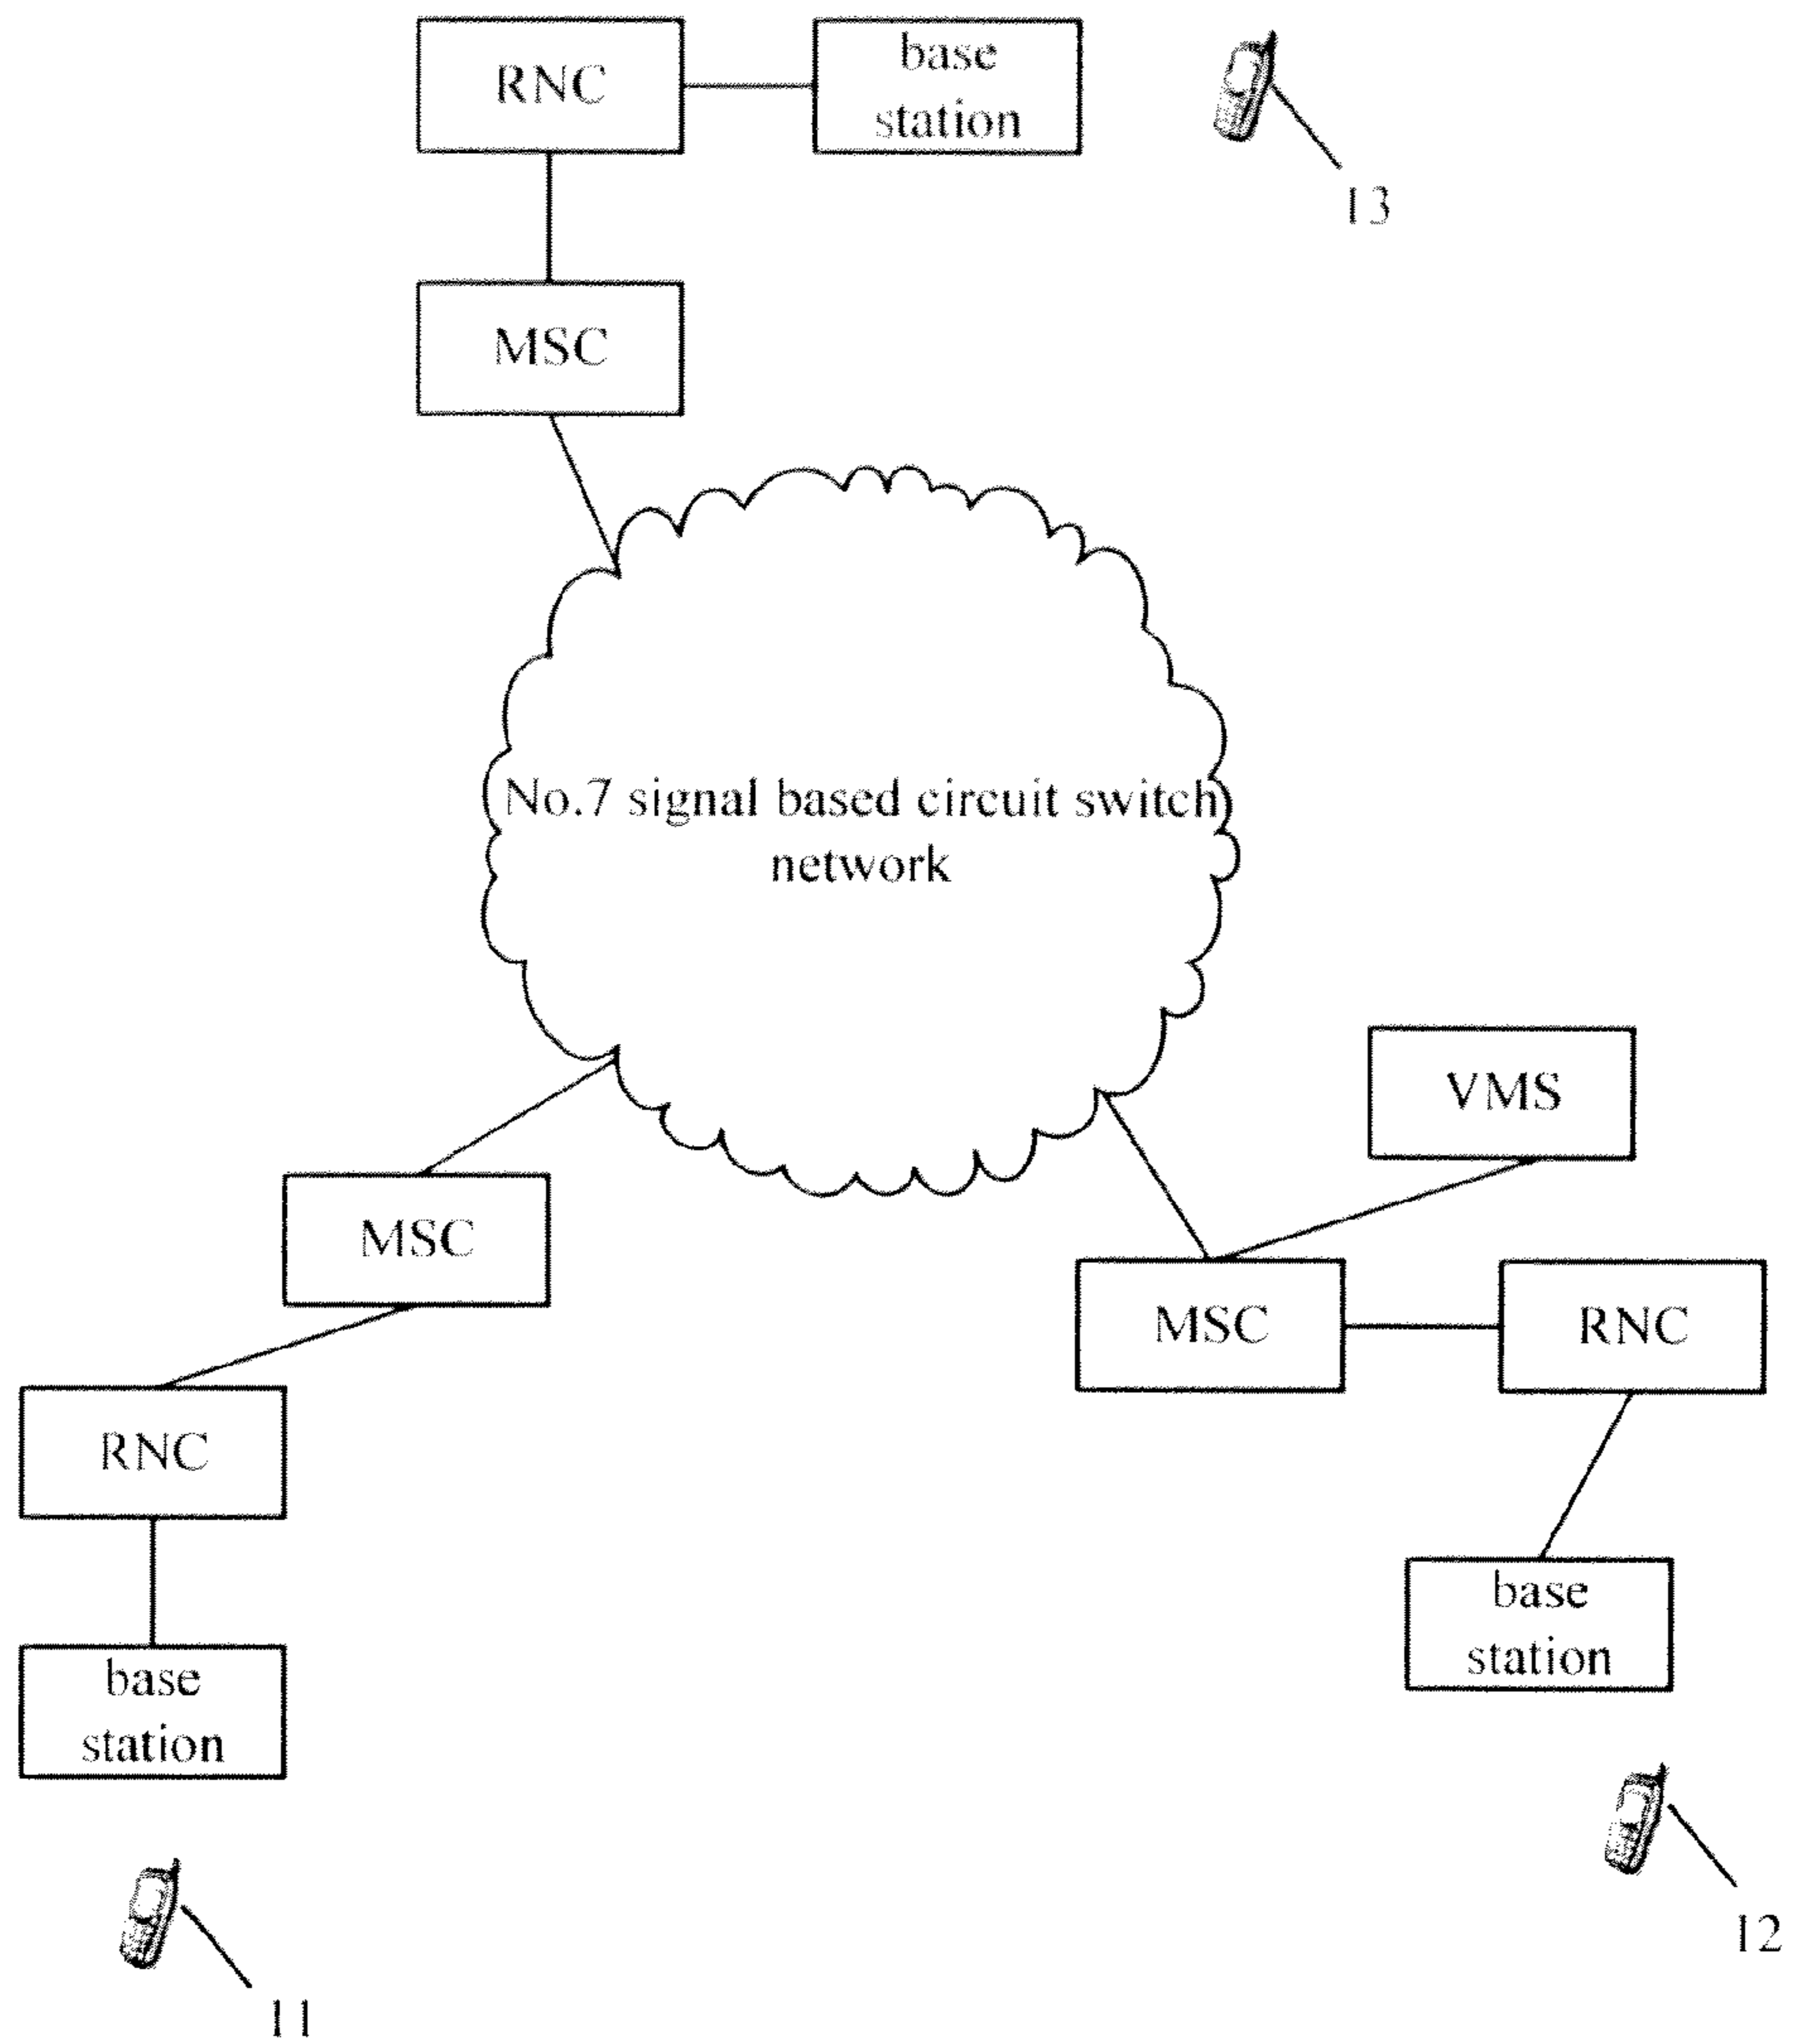 RNC
base
station
13
MSC
No.7 signal based circuit switch
network
VMS
MSC
MSC
RNC
RNC
base
station
base
station
12
11